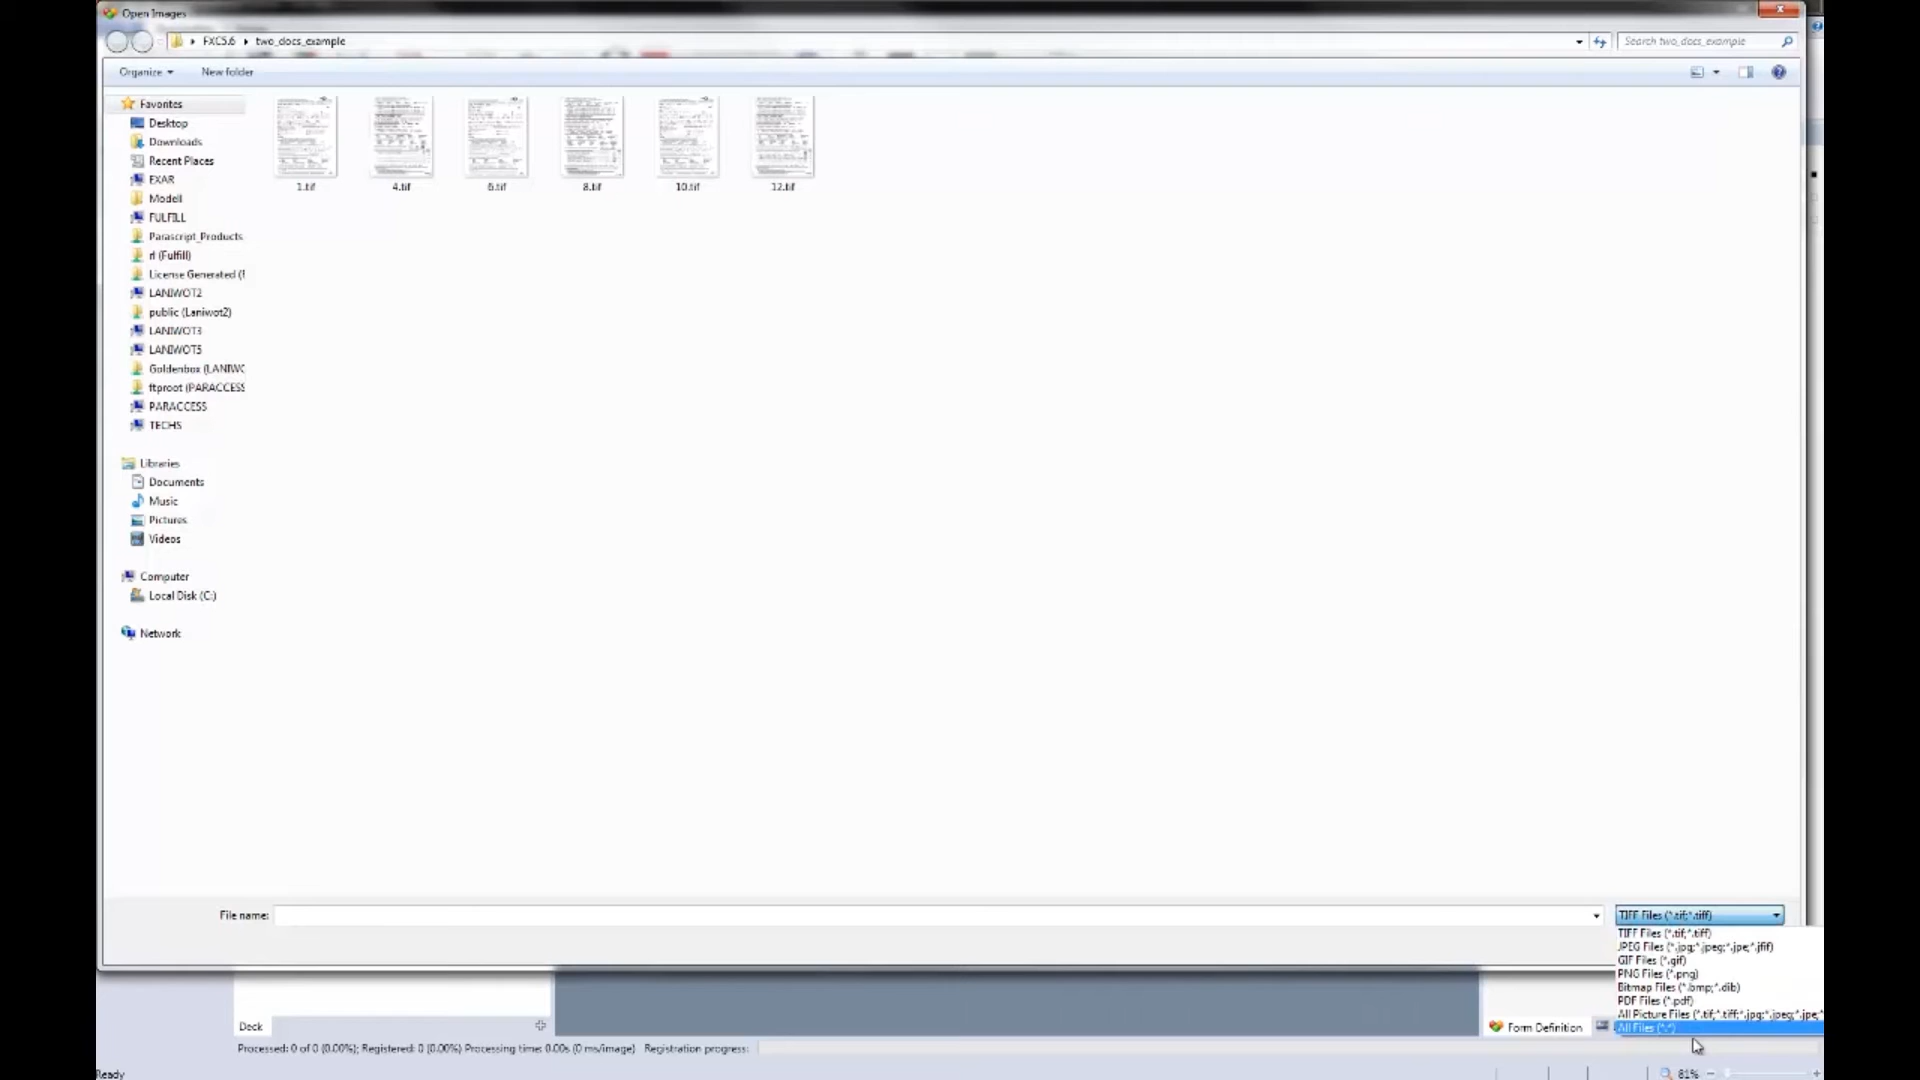 Open Images
FXC5.6 ▸ two_docs_example
Search two_docs_example
Organize
New folder
Favorites
Desktop
Downloads
Recent Places
EXAR
Modell
FULFILL
Parascript_Products
rl (Fulfill)
License Generated (!
LANIWOT2
public (Laniwot2)
LANIWOT3
LANIWOT5
Goldenbox (LANIWC
ftproot (PARACCESS
PARACCESS
TECHS
Libraries
Documents
Music
Pictures
Videos
Computer
Local Disk (C:)
Network
1.tif
4.tif
6.tif
8.tif
10.tif
12.tif
File name:
TIFF Files (*.tif;*.tiff)
TIFF Files (*.tif;*.tiff)
JPEG Files (*.jpg;*.jpeg;*.jpe;*.jfif)
GIF Files (*.gif)
PNG Files (*.png)
Bitmap Files (*.bmp;*.dib)
PDF Files (*.pdf)
All Picture Files (*.tif;*.tiff;*.jpg;*.jpeg;*.jpe;*
All Files (*.*)
Deck
Form Definition
Processed: 0 of 0 (0.00%); Registered: 0 (0.00%) Processing time: 0.00s (0 ms/image) Registration progress:
Ready
81%